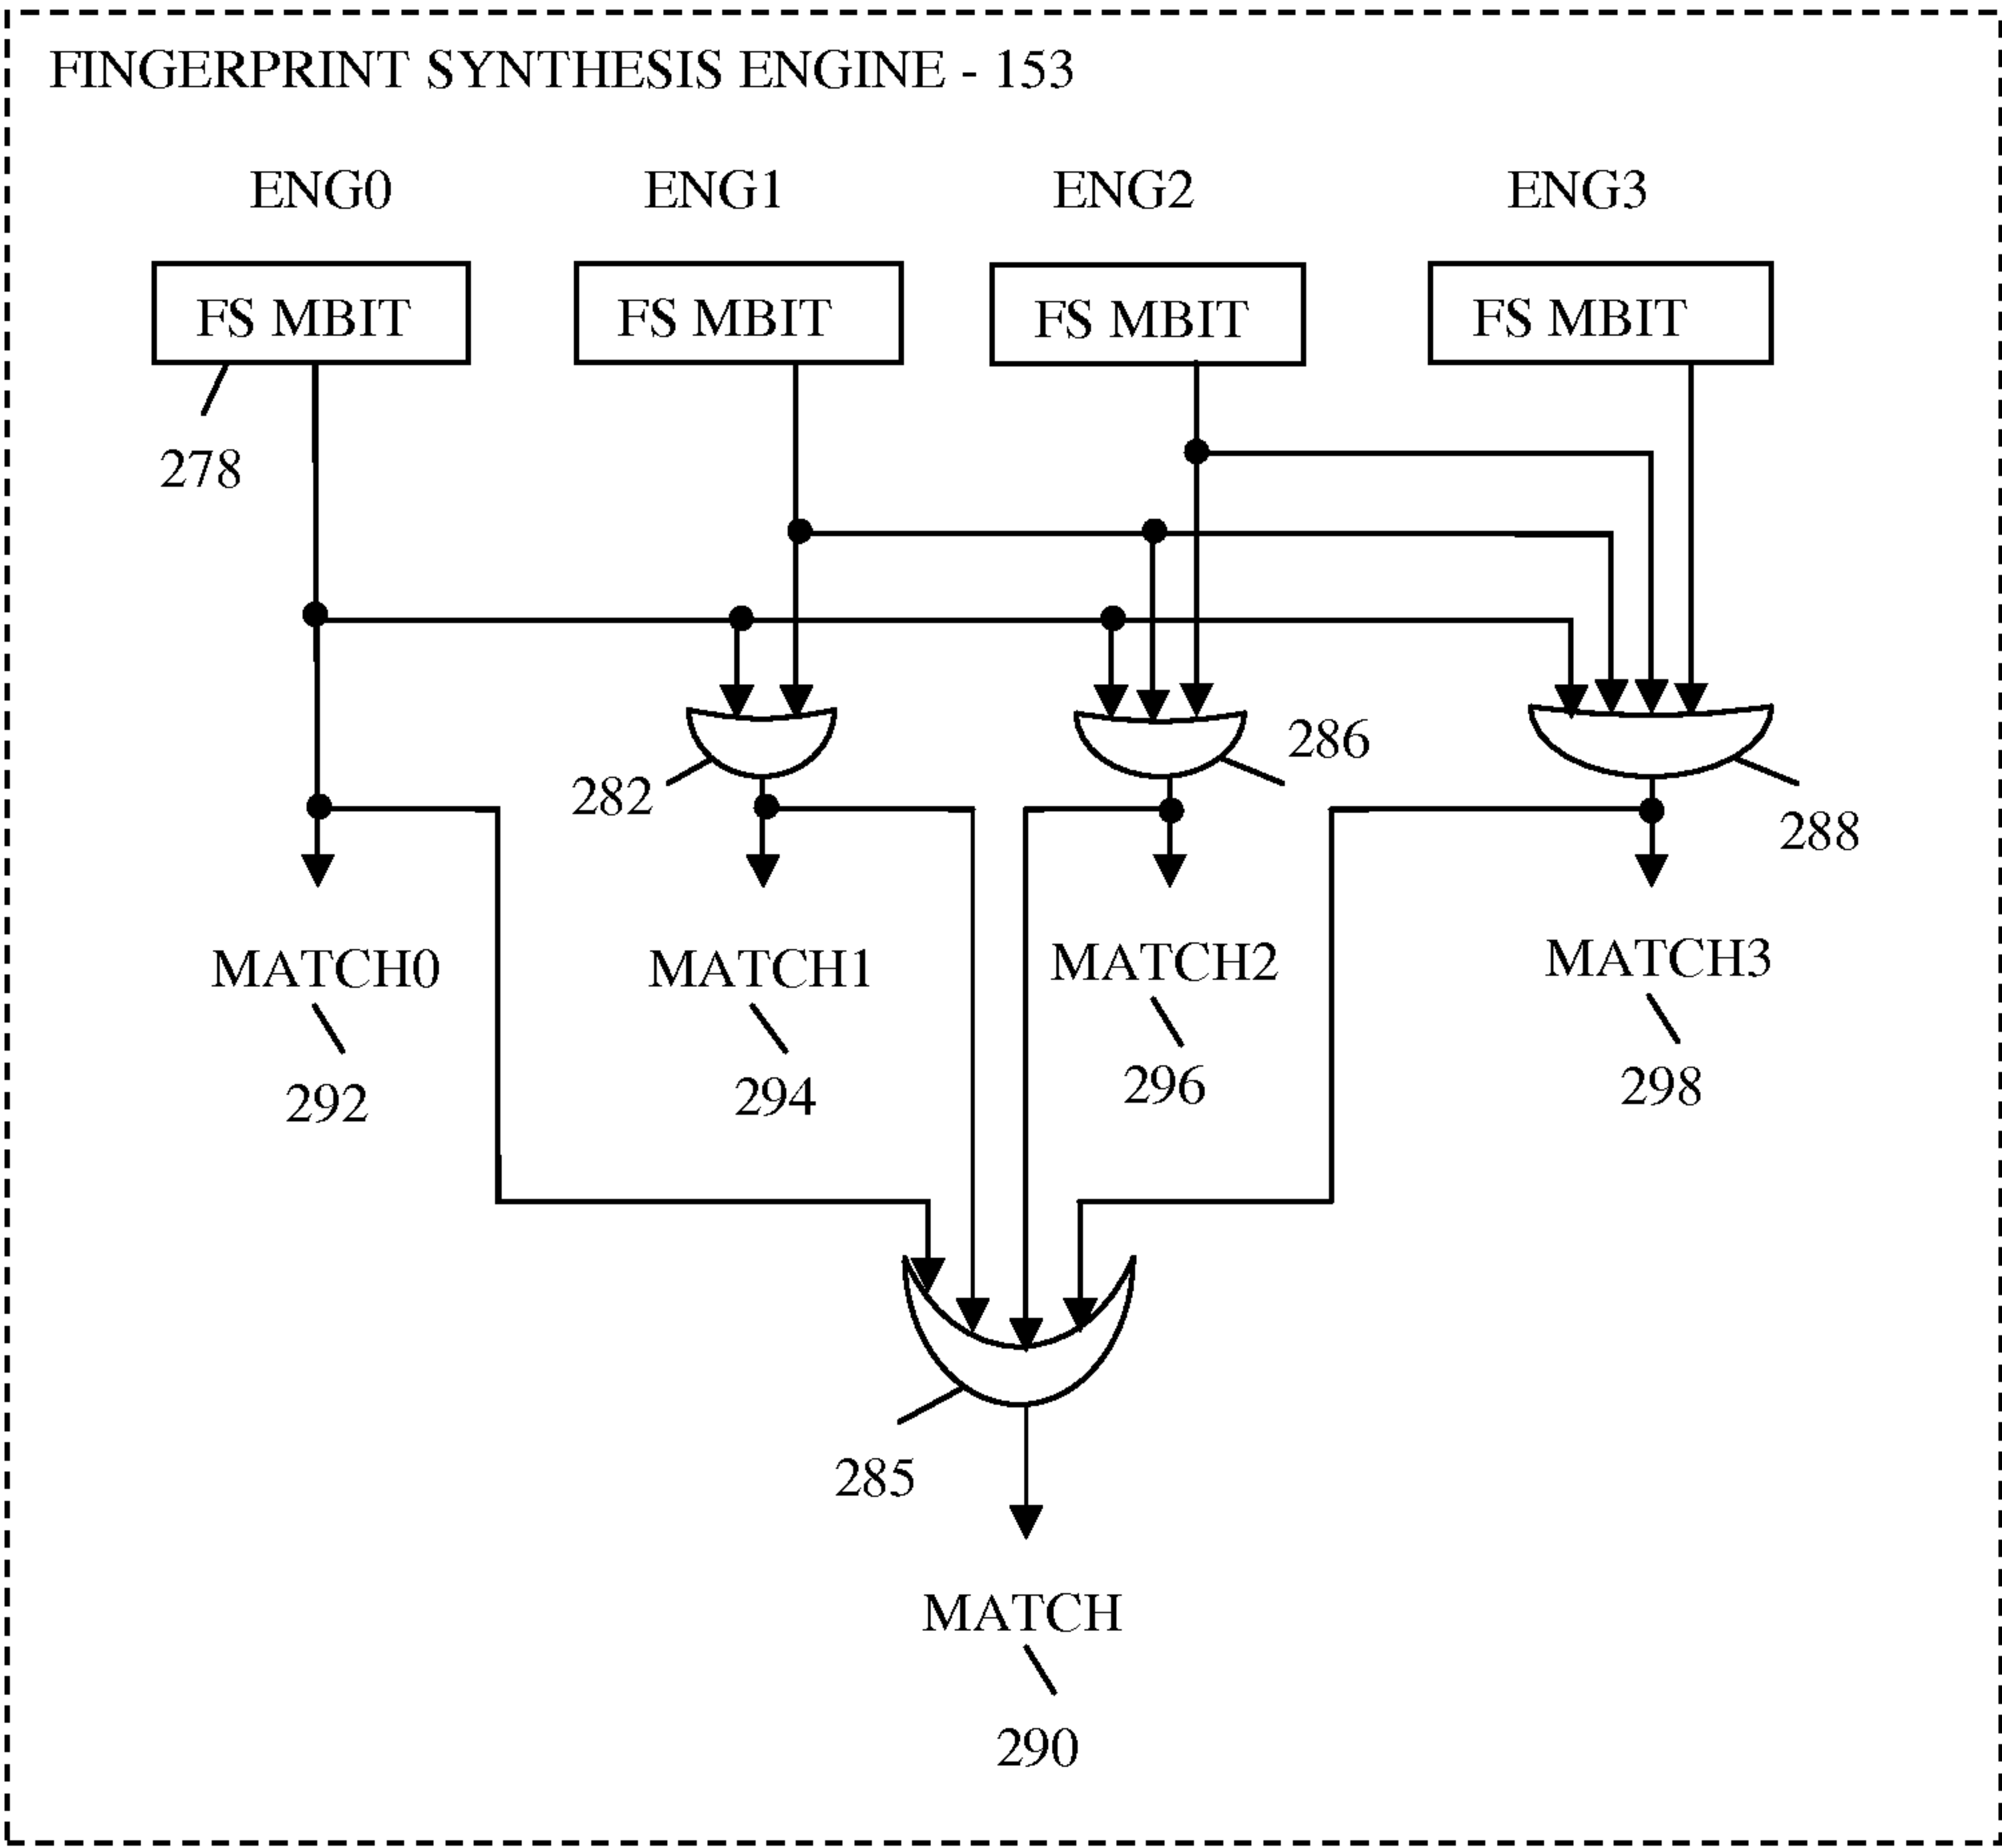 FINGERPRINT SYNTHESIS ENGINE - 153
ENG0 ENG1 ENG2 ENG3
FS MBIT FS MBIT FS MBIT FS MBIT
278
286
282
288
MATCH0 MATCH1 MATCH2 MATCH3
292 294 296 298
285
MATCH
290